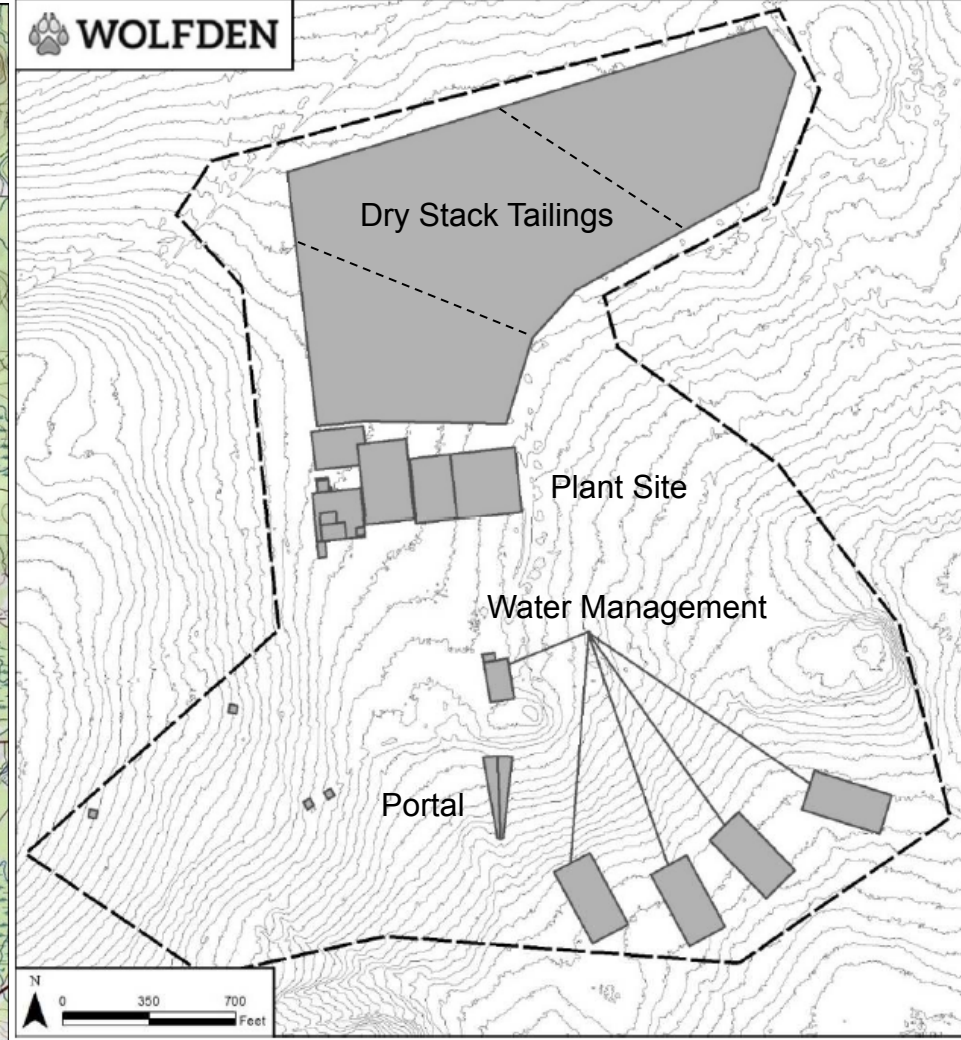 WOLFDEN
Dry Stack Tailings
Plant Site
Water Management
Portal
N
0 350 700
Feet